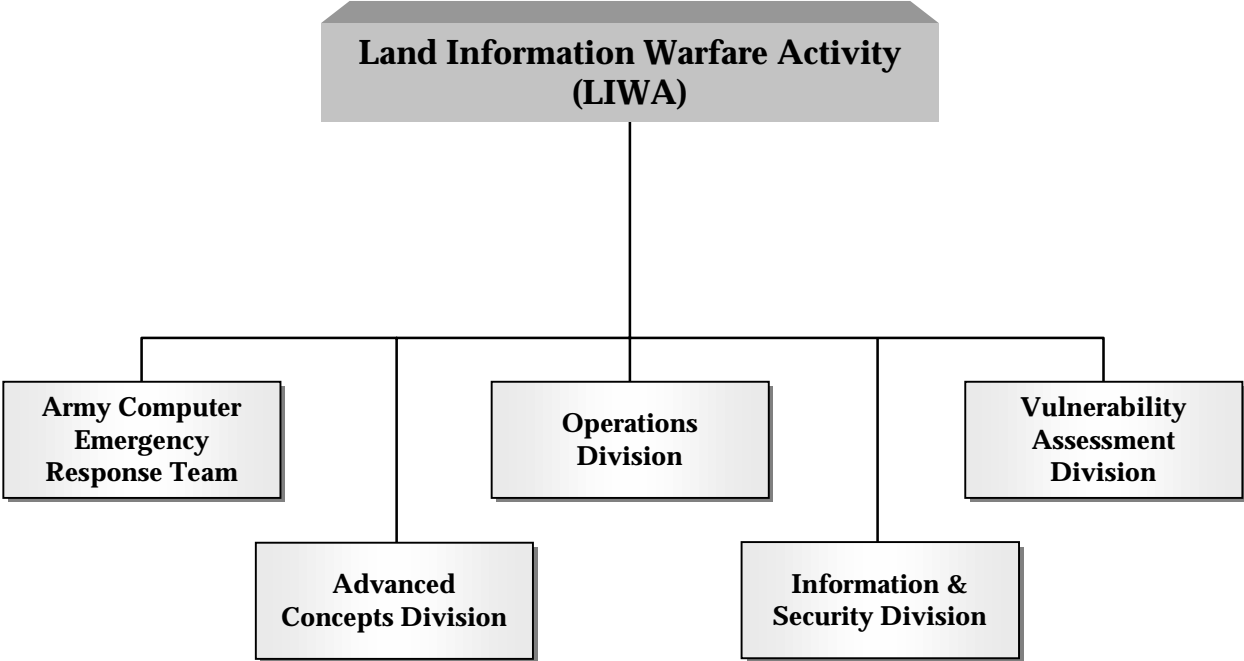 Land Information Warfare Activity
(LIWA)
Army Computer
Emergency
Response Team
Operations
Division
Vulnerability
Assessment
Division
Advanced
Concepts Division
Information &
Security Division